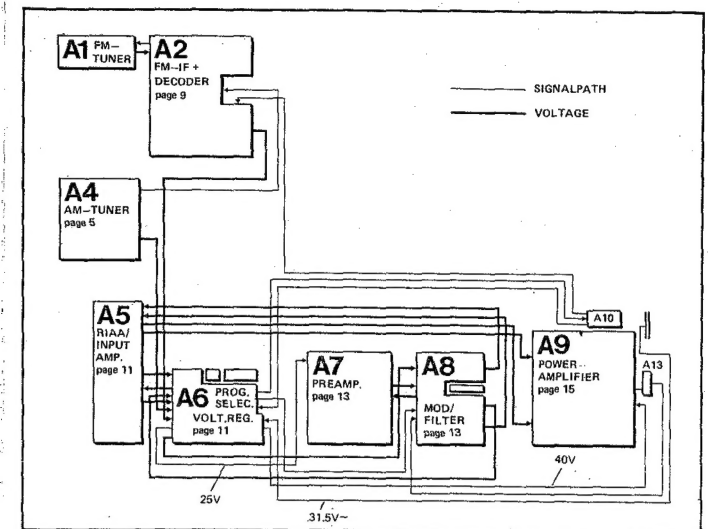 A1 FM-
TUNER
A2
FM-IF +
DECODER
page 9
SIGNALPATH
VOLTAGE
A4
AM-TUNER
page 5
A5
RIAA/
INPUT
AMP.
page 11
A6 PROG.
SELEC.
VOLT.REG.
page 11
A7
PREAMP.
page 13
A8
MOD/
FILTER
page 13
A9
POWER-
AMPLIFIER
page 15
A10
A13
25V
31.5V~
40V